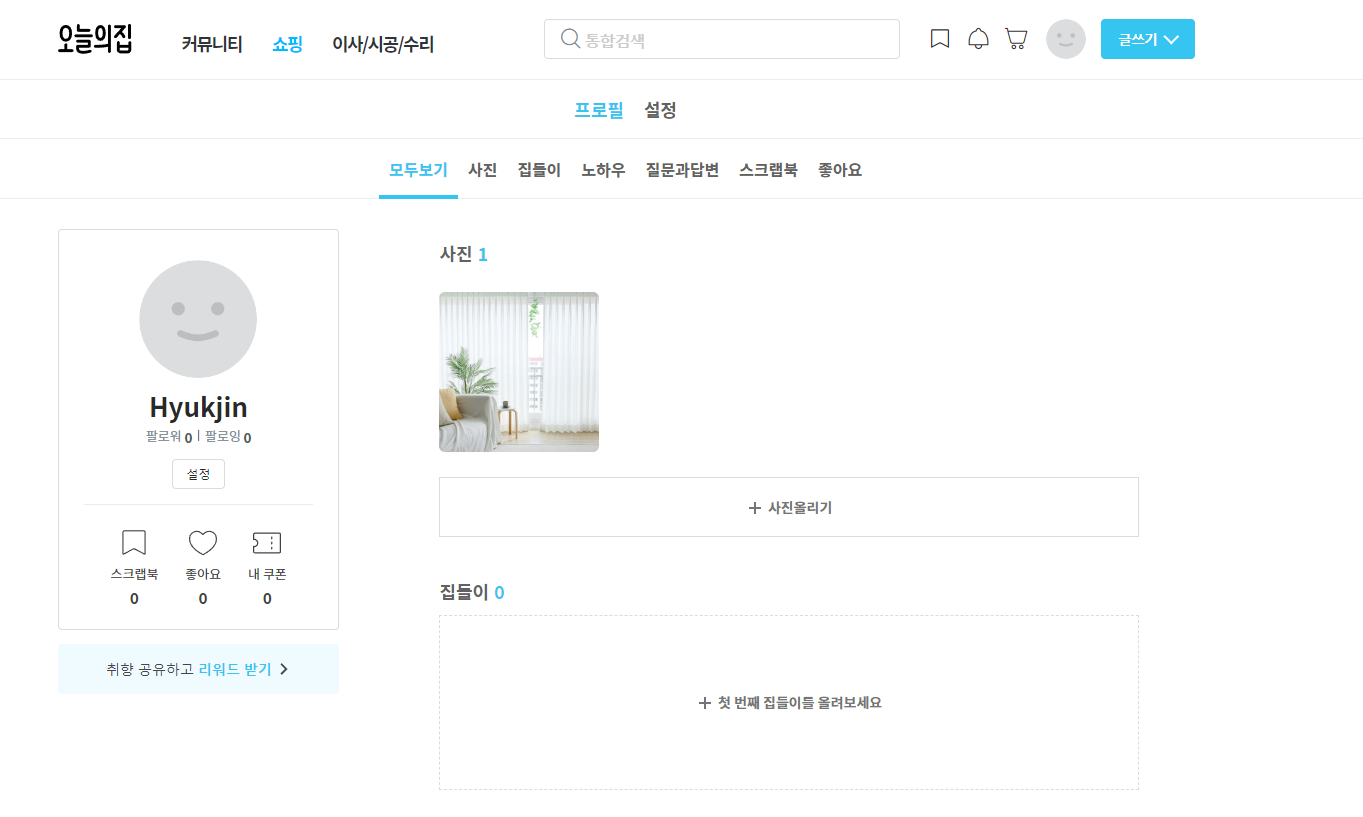 오늘의집 커뮤니티 쇼핑 이사/시공/수리 통합검색 글쓰기
프로필 설정
모두보기 사진 집들이 노하우 질문과답변 스크랩북 좋아요
Hyukjin
팔로워 0 | 팔로잉 0
설정
스크랩북 좋아요 내 쿠폰
0 0 0
취향 공유하고 리워드 받기
사진 1
사진올리기
집들이 0
첫 번째 집들이를 올려보세요